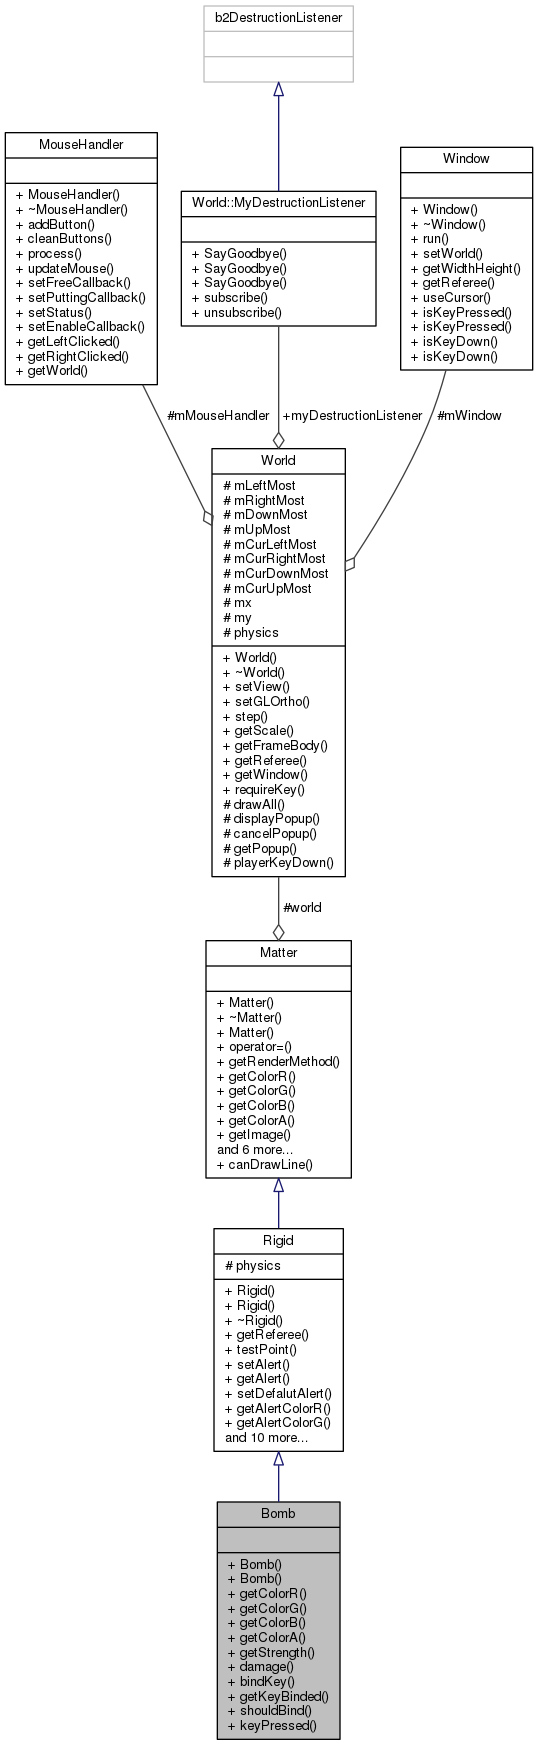 b2DestructionListener
MouseHandler
+ MouseHandler()
+ ~MouseHandler()
+ addButton()
+ cleanButtons()
+ process()
+ updateMouse()
+ setFreeCallback()
+ setPuttingCallback()
+ setStatus()
+ setEnableCallback()
+ getLeftClicked()
+ getRightClicked()
+ getWorld()
World::MyDestructionListener
+ SayGoodbye()
+ SayGoodbye()
+ SayGoodbye()
+ subscribe()
+ unsubscribe()
Window
+ Window()
+ ~Window()
+ run()
+ setWorld()
+ getWidthHeight()
+ getReferee()
+ useCursor()
+ isKeyPressed()
+ isKeyPressed()
+ isKeyDown()
+ isKeyDown()
#mMouseHandler
+myDestructionListener
#mWindow
World
# mLeftMost
# mRightMost
# mDownMost
# mUpMost
# mCurLeftMost
# mCurRightMost
# mCurDownMost
# mCurUpMost
# mx
# my
# physics
+ World()
+ ~World()
+ setView()
+ setGLOrtho()
+ step()
+ getScale()
+ getFrameBody()
+ getReferee()
+ getWindow()
+ requireKey()
# drawAll()
# displayPopup()
# cancelPopup()
# getPopup()
# playerKeyDown()
#world
Matter
+ Matter()
+ ~Matter()
+ Matter()
+ operator=()
+ getRenderMethod()
+ getColorR()
+ getColorG()
+ getColorB()
+ getColorA()
+ getImage()
and 6 more...
+ canDrawLine()
Rigid
# physics
+ Rigid()
+ Rigid()
+ ~Rigid()
+ getReferee()
+ testPoint()
+ setAlert()
+ getAlert()
+ setDefalutAlert()
+ getAlertColorR()
+ getAlertColorG()
and 10 more...
Bomb
+ Bomb()
+ Bomb()
+ getColorR()
+ getColorG()
+ getColorB()
+ getColorA()
+ getStrength()
+ damage()
+ bindKey()
+ getKeyBinded()
+ shouldBind()
+ keyPressed()